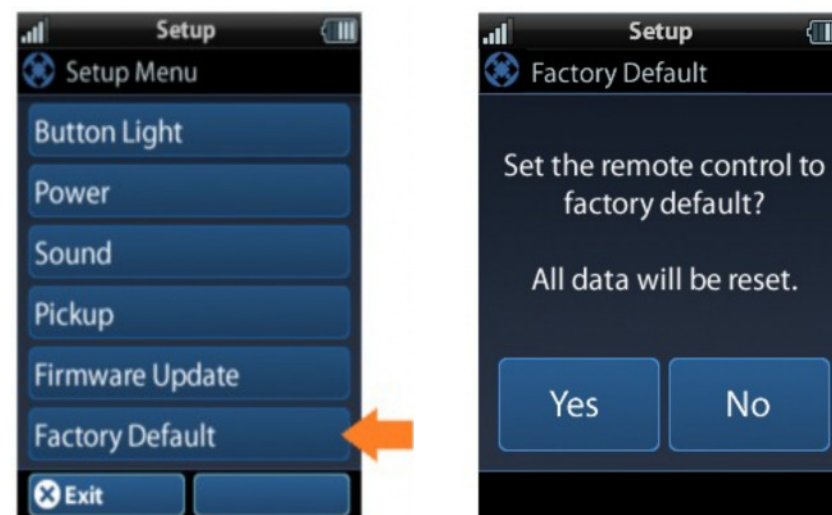 Setup
Setup Menu
Button Light
Power
Sound
Pickup
Firmware Update
Factory Default
Exit
Setup
Factory Default
Set the remote control to
factory default?
All data will be reset.
Yes
No